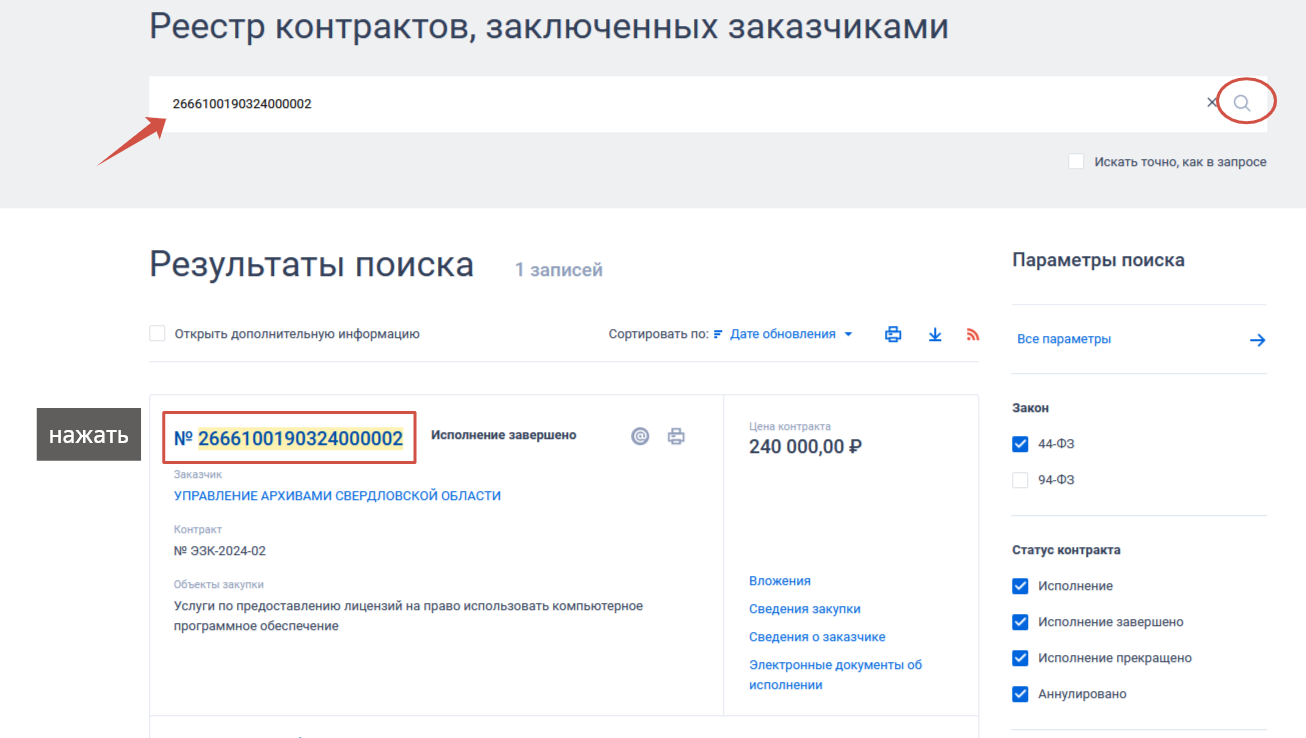 Реестр контрактов, заключенных заказчиками
2666100190324000002
Искать точно, как в запросе
Результаты поиска 1 записей
Открыть дополнительную информацию
Сортировать по: Дате обновления
нажать
№ 2666100190324000002 Исполнение завершено
Заказчик
УПРАВЛЕНИЕ АРХИВАМИ СВЕРДЛОВСКОЙ ОБЛАСТИ
Контракт
№ ЭЗК-2024-02
Объекты закупки
Услуги по предоставлению лицензий на право использовать компьютерное
программное обеспечение
Цена контракта
240 000,00 ₽
Вложения
Сведения закупки
Сведения о заказчике
Электронные документы об
исполнении
Параметры поиска
Все параметры
Закон
44-ФЗ
94-ФЗ
Статус контракта
Исполнение
Исполнение завершено
Исполнение прекращено
Аннулировано